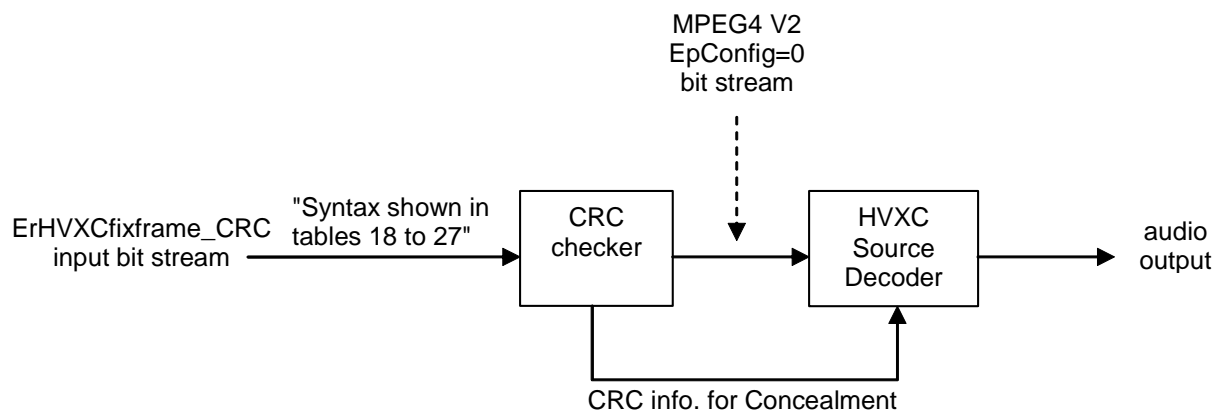 MPEG4 V2
EpConfig=0
bit stream
"Syntax shown in
tables 18 to 27"
ErHVXCfixframe_CRC
input bit stream
CRC
checker
HVXC
Source
Decoder
audio
output
CRC info. for Concealment